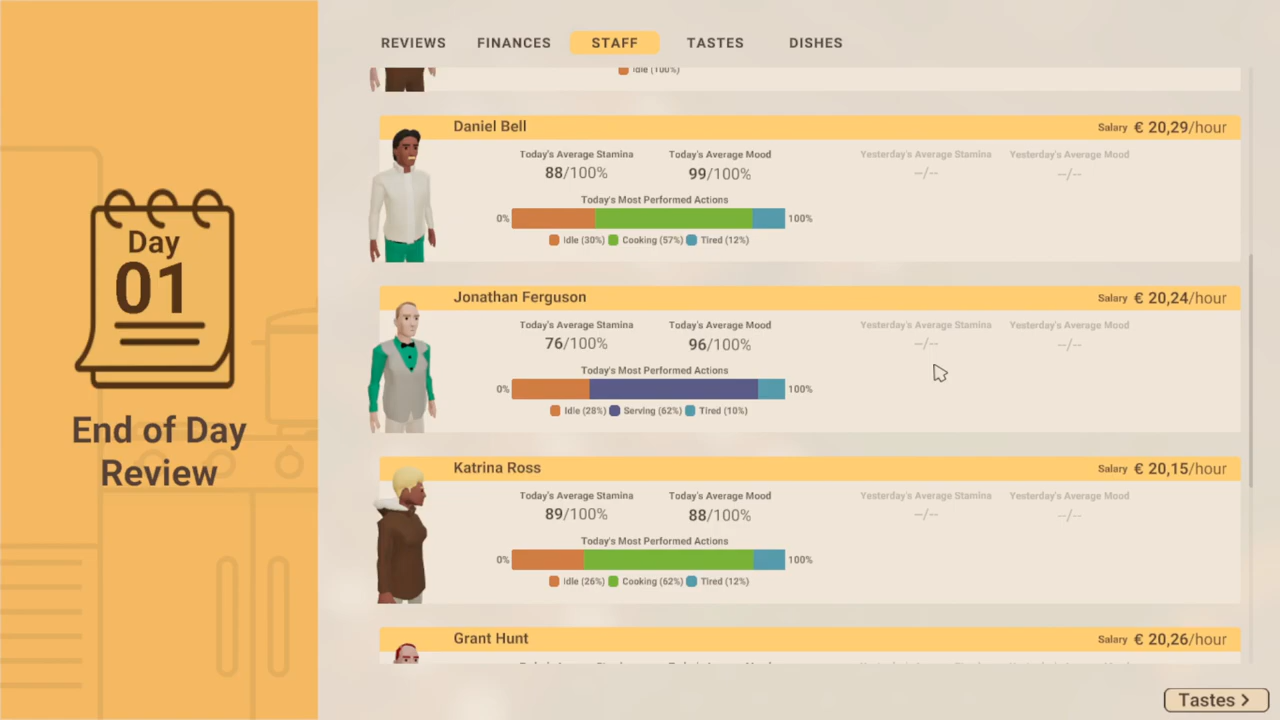 REVIEWS FINANCES STAFF TASTES DISHES
Idle (100%)
Day
01
End of Day
Review
Daniel Bell Salary € 20,29/hour
Today's Average Stamina Today's Average Mood Yesterday's Average Stamina Yesterday's Average Mood
88/100% 99/100% --/-- --/--
Today's Most Performed Actions
0% 100%
Idle (30%) Cooking (57%) Tired (12%)
Jonathan Ferguson Salary € 20,24/hour
Today's Average Stamina Today's Average Mood Yesterday's Average Stamina Yesterday's Average Mood
76/100% 96/100% --/-- --/--
Today's Most Performed Actions
0% 100%
Idle (28%) Serving (62%) Tired (10%)
Katrina Ross Salary € 20,15/hour
Today's Average Stamina Today's Average Mood Yesterday's Average Stamina Yesterday's Average Mood
89/100% 88/100% --/-- --/--
Today's Most Performed Actions
0% 100%
Idle (26%) Cooking (62%) Tired (12%)
Grant Hunt Salary € 20,26/hour
Tastes >